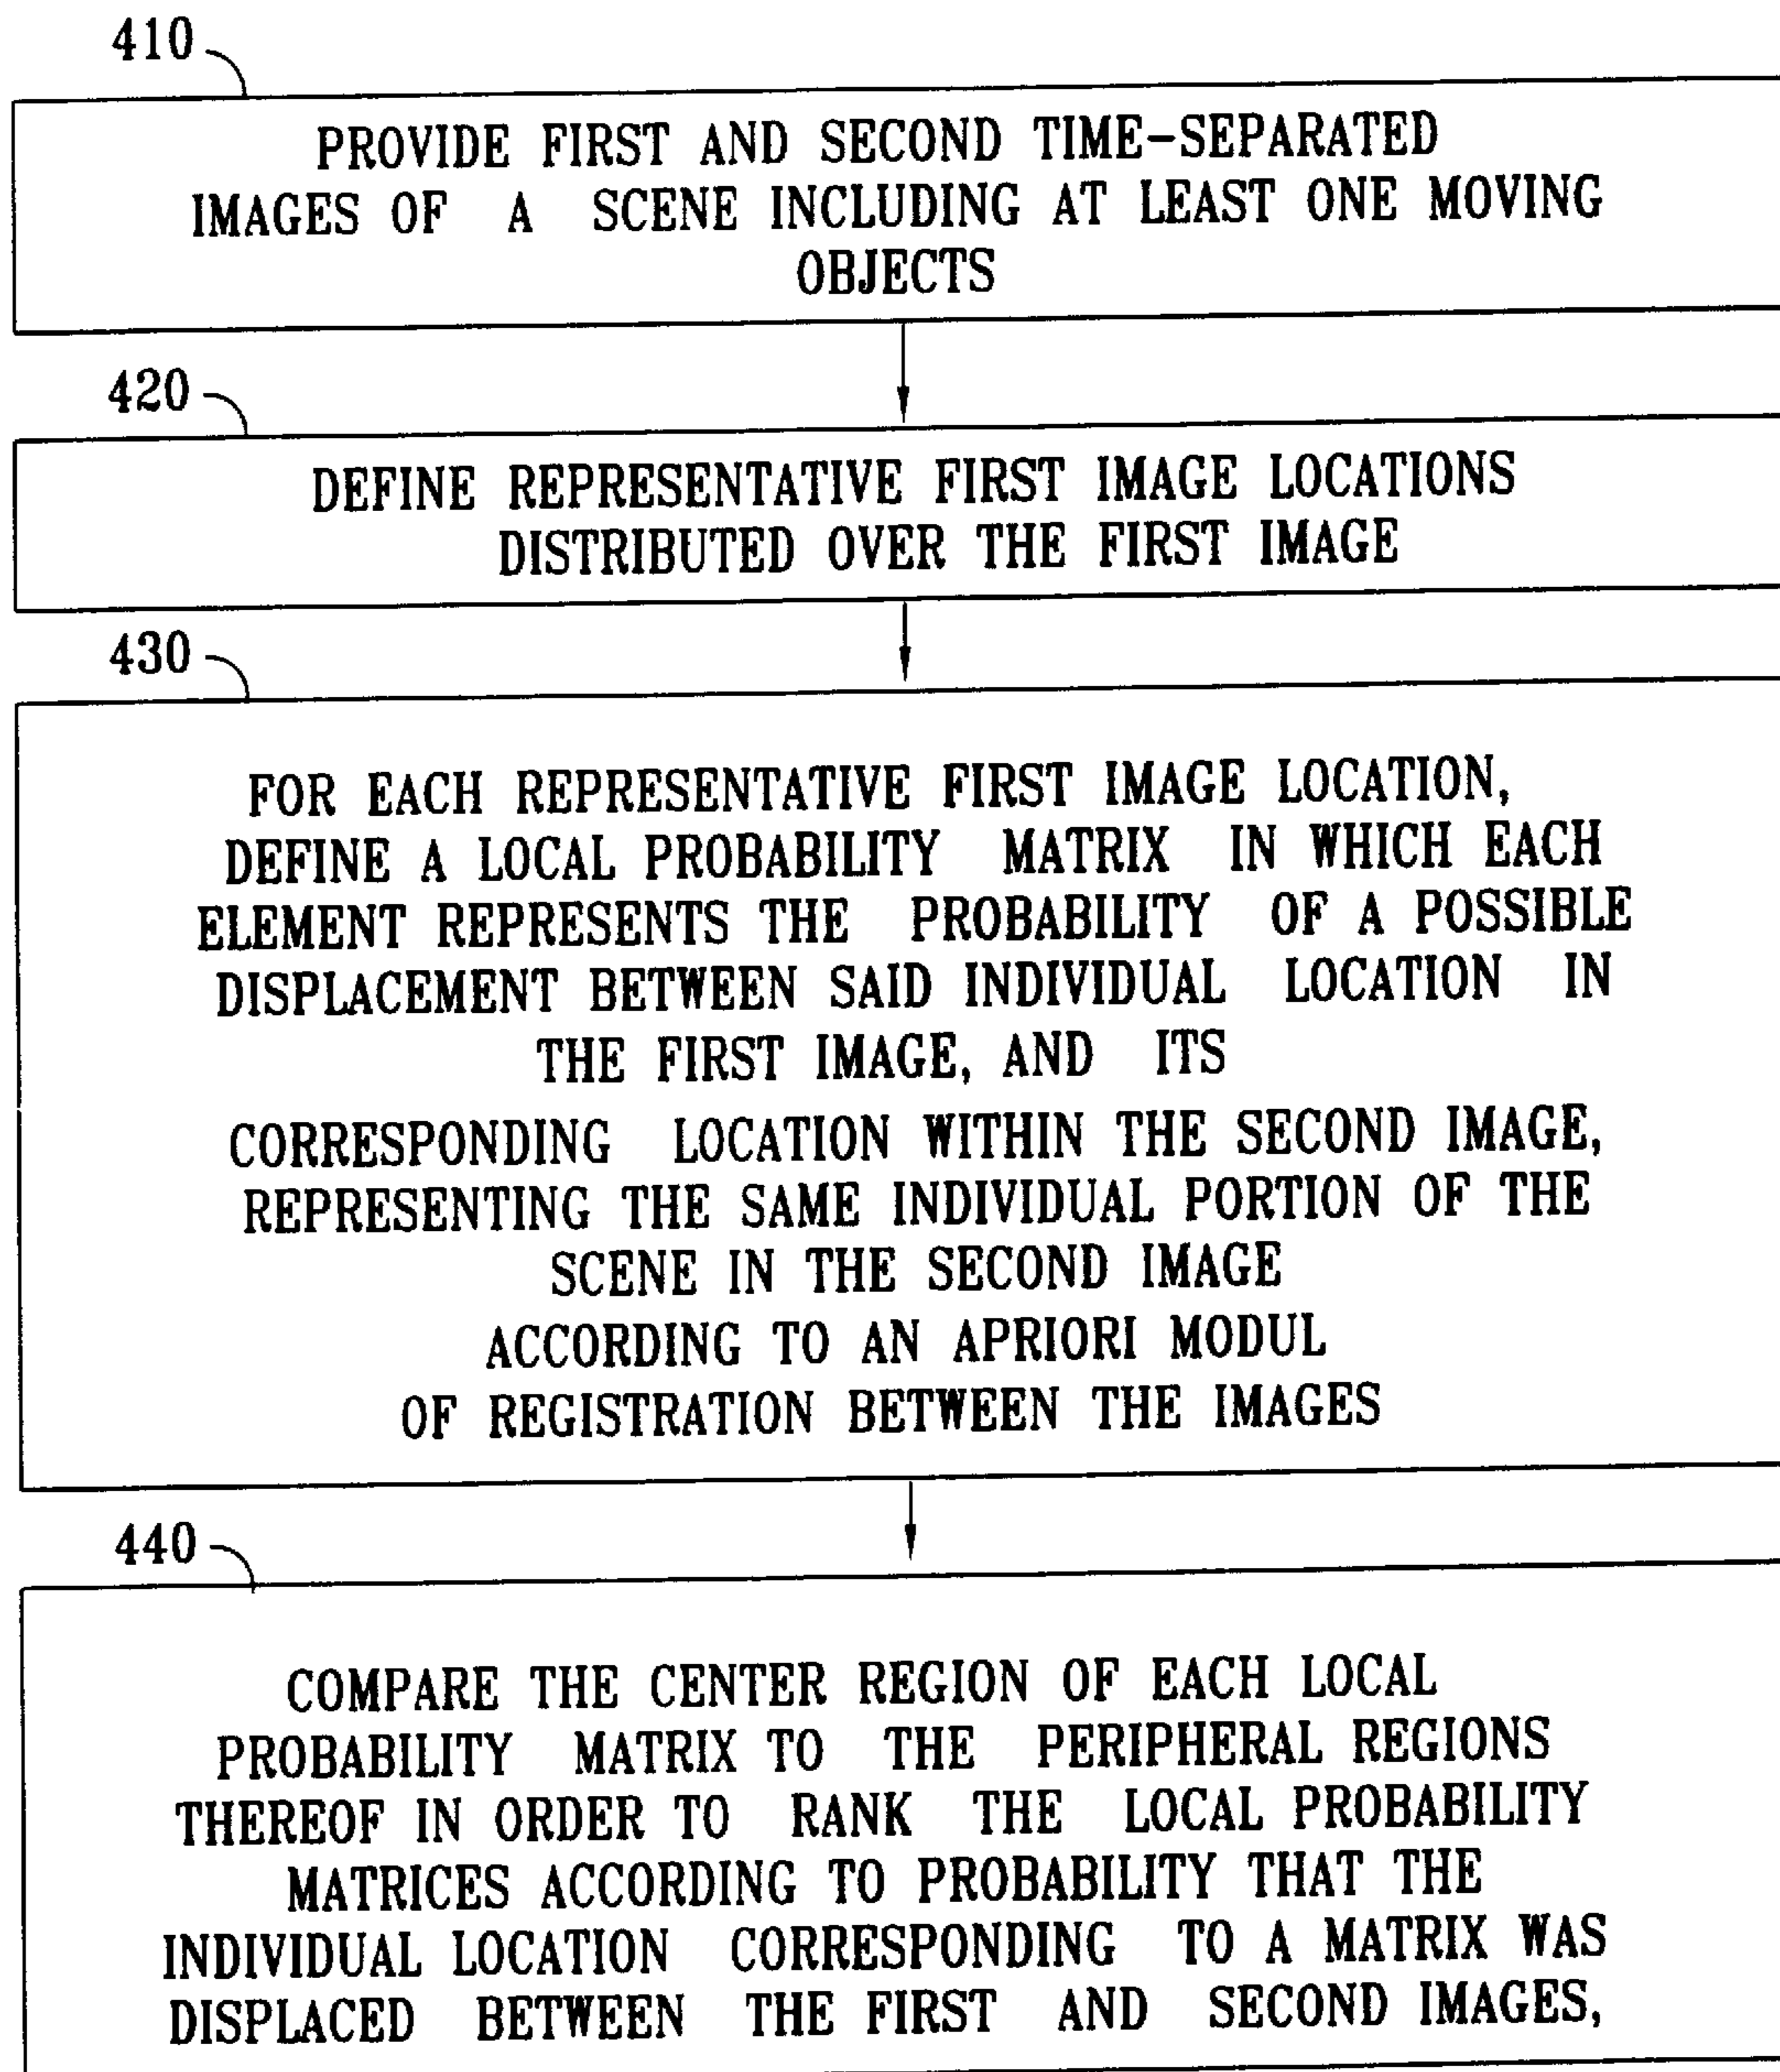 410
PROVIDE FIRST AND SECOND TIME-SEPARATED
IMAGES OF A SCENE INCLUDING AT LEAST ONE MOVING
OBJECTS
420
DEFINE REPRESENTATIVE FIRST IMAGE LOCATIONS
DISTRIBUTED OVER THE FIRST IMAGE
430
FOR EACH REPRESENTATIVE FIRST IMAGE LOCATION,
DEFINE A LOCAL PROBABILITY MATRIX IN WHICH EACH
ELEMENT REPRESENTS THE PROBABILITY OF A POSSIBLE
DISPLACEMENT BETWEEN SAID INDIVIDUAL LOCATION IN
THE FIRST IMAGE, AND ITS
CORRESPONDING LOCATION WITHIN THE SECOND IMAGE,
REPRESENTING THE SAME INDIVIDUAL PORTION OF THE
SCENE IN THE SECOND IMAGE
ACCORDING TO AN APRIORI MODUL
OF REGISTRATION BETWEEN THE IMAGES
440
COMPARE THE CENTER REGION OF EACH LOCAL
PROBABILITY MATRIX TO THE PERIPHERAL REGIONS
THEREOF IN ORDER TO RANK THE LOCAL PROBABILITY
MATRICES ACCORDING TO PROBABILITY THAT THE
INDIVIDUAL LOCATION CORRESPONDING TO A MATRIX WAS
DISPLACED BETWEEN THE FIRST AND SECOND IMAGES,